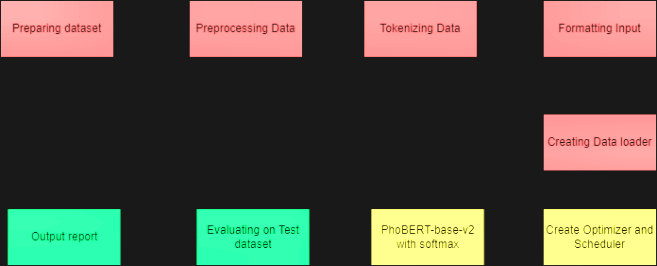 Preparing dataset
Preprocessing Data
Tokenizing Data
Formatting Input
Creating Data loader
Output report
Evaluating on Test
dataset
PhoBERT-base-v2
with softmax
Create Optimizer and
Scheduler